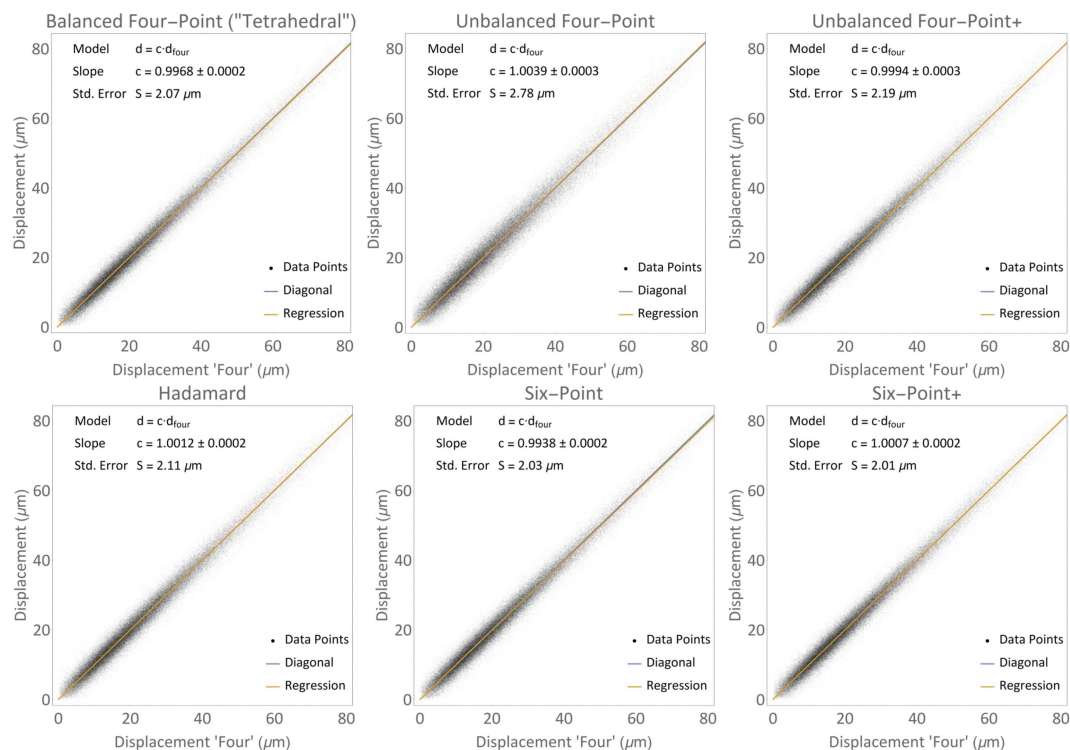 Balanced Four−Point ("Tetrahedral")
80
60
40
20
0
Displacement (μm)
Model d = c·dfour
Slope c = 0.9968 ± 0.0002
Std. Error S = 2.07 μm
Data Points
Diagonal
Regression
0 20 40 60 80
Displacement 'Four' (μm)
Unbalanced Four−Point
80
60
40
20
0
Displacement (μm)
Model d = c·dfour
Slope c = 1.0039 ± 0.0003
Std. Error S = 2.78 μm
Data Points
Diagonal
Regression
0 20 40 60 80
Displacement 'Four' (μm)
Unbalanced Four−Point+
80
60
40
20
0
Displacement (μm)
Model d = c·dfour
Slope c = 0.9994 ± 0.0003
Std. Error S = 2.19 μm
Data Points
Diagonal
Regression
0 20 40 60 80
Displacement 'Four' (μm)
Hadamard
80
60
40
20
0
Displacement (μm)
Model d = c·dfour
Slope c = 1.0012 ± 0.0002
Std. Error S = 2.11 μm
Data Points
Diagonal
Regression
0 20 40 60 80
Displacement 'Four' (μm)
Six−Point
80
60
40
20
0
Displacement (μm)
Model d = c·dfour
Slope c = 0.9938 ± 0.0002
Std. Error S = 2.03 μm
Data Points
Diagonal
Regression
0 20 40 60 80
Displacement 'Four' (μm)
Six−Point+
80
60
40
20
0
Displacement (μm)
Model d = c·dfour
Slope c = 1.0007 ± 0.0002
Std. Error S = 2.01 μm
Data Points
Diagonal
Regression
0 20 40 60 80
Displacement 'Four' (μm)